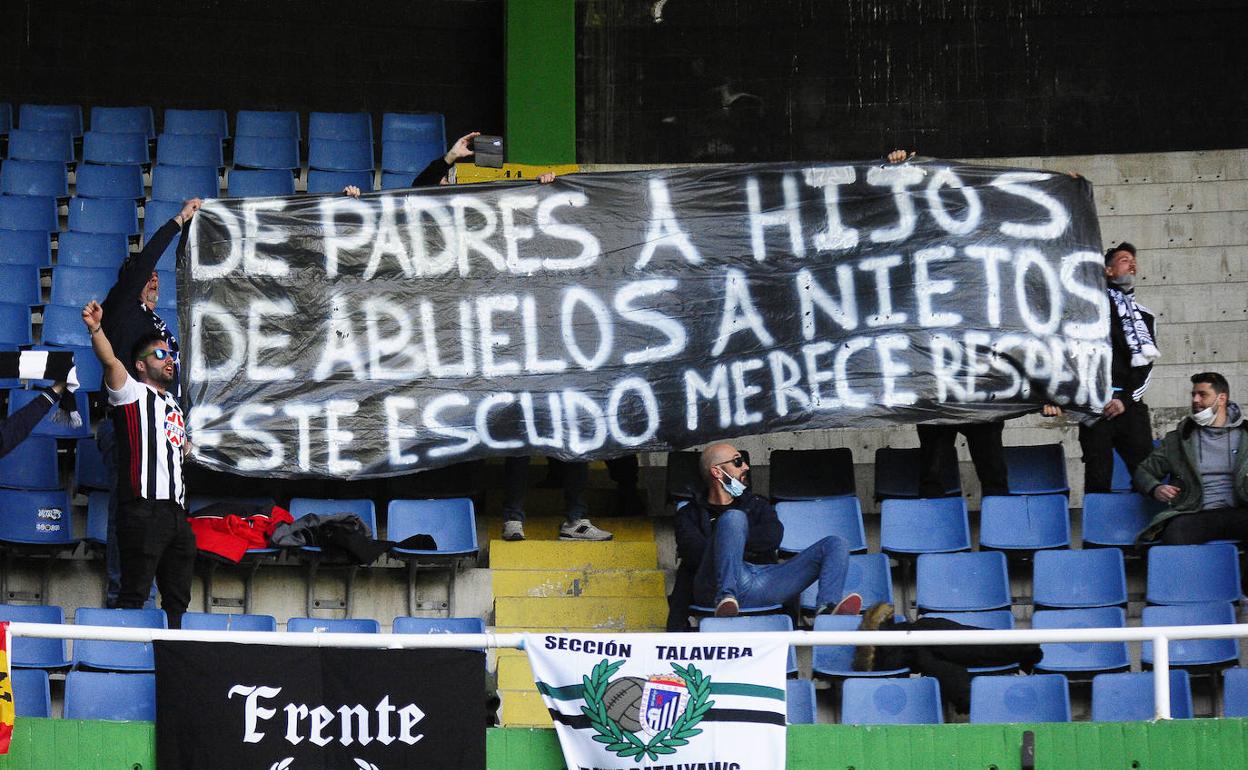 DE PADRES A HIJOS
DE ABUELOS A NIETOS
ESTE ESCUDO MERECE RESPETO
SECCIÓN TALAVERA
Frente